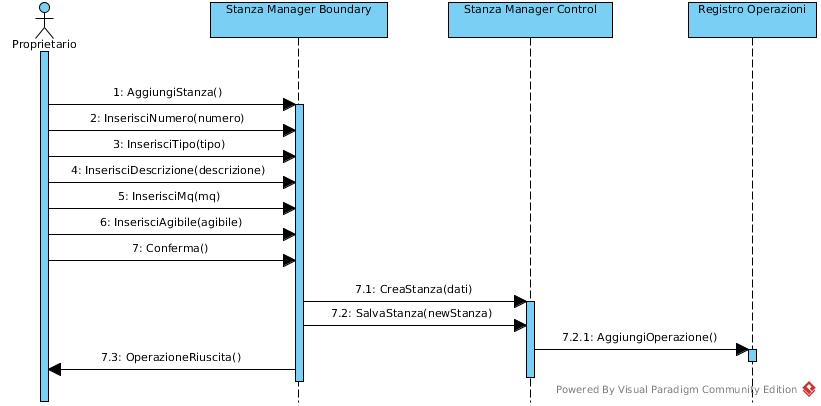 Stanza Manager Boundary
Stanza Manager Control
Registro Operazioni
Proprietario
1: AggiungiStanza()
2: InserisciNumero(numero)
3: InserisciTipo(tipo)
4: InserisciDescrizione(descrizione)
5: InserisciMq(mq)
6: InserisciAgibile(agibile)
7: Conferma()
7.1: CreaStanza(dati)
7.2: SalvaStanza(newStanza)
7.2.1: AggiungiOperazione()
7.3: OperazioneRiuscita()
Powered By Visual Paradigm Community Edition